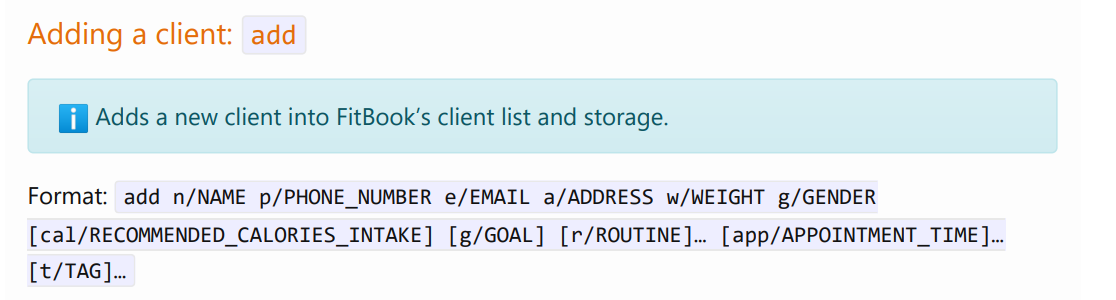 Adding a client: add
Adds a new client into FitBook’s client list and storage.
Format: add n/NAME p/PHONE_NUMBER e/EMAIL a/ADDRESS w/WEIGHT g/GENDER
[cal/RECOMMENDED_CALORIES_INTAKE] [g/GOAL] [r/ROUTINE]… [app/APPOINTMENT_TIME]…
[t/TAG]…